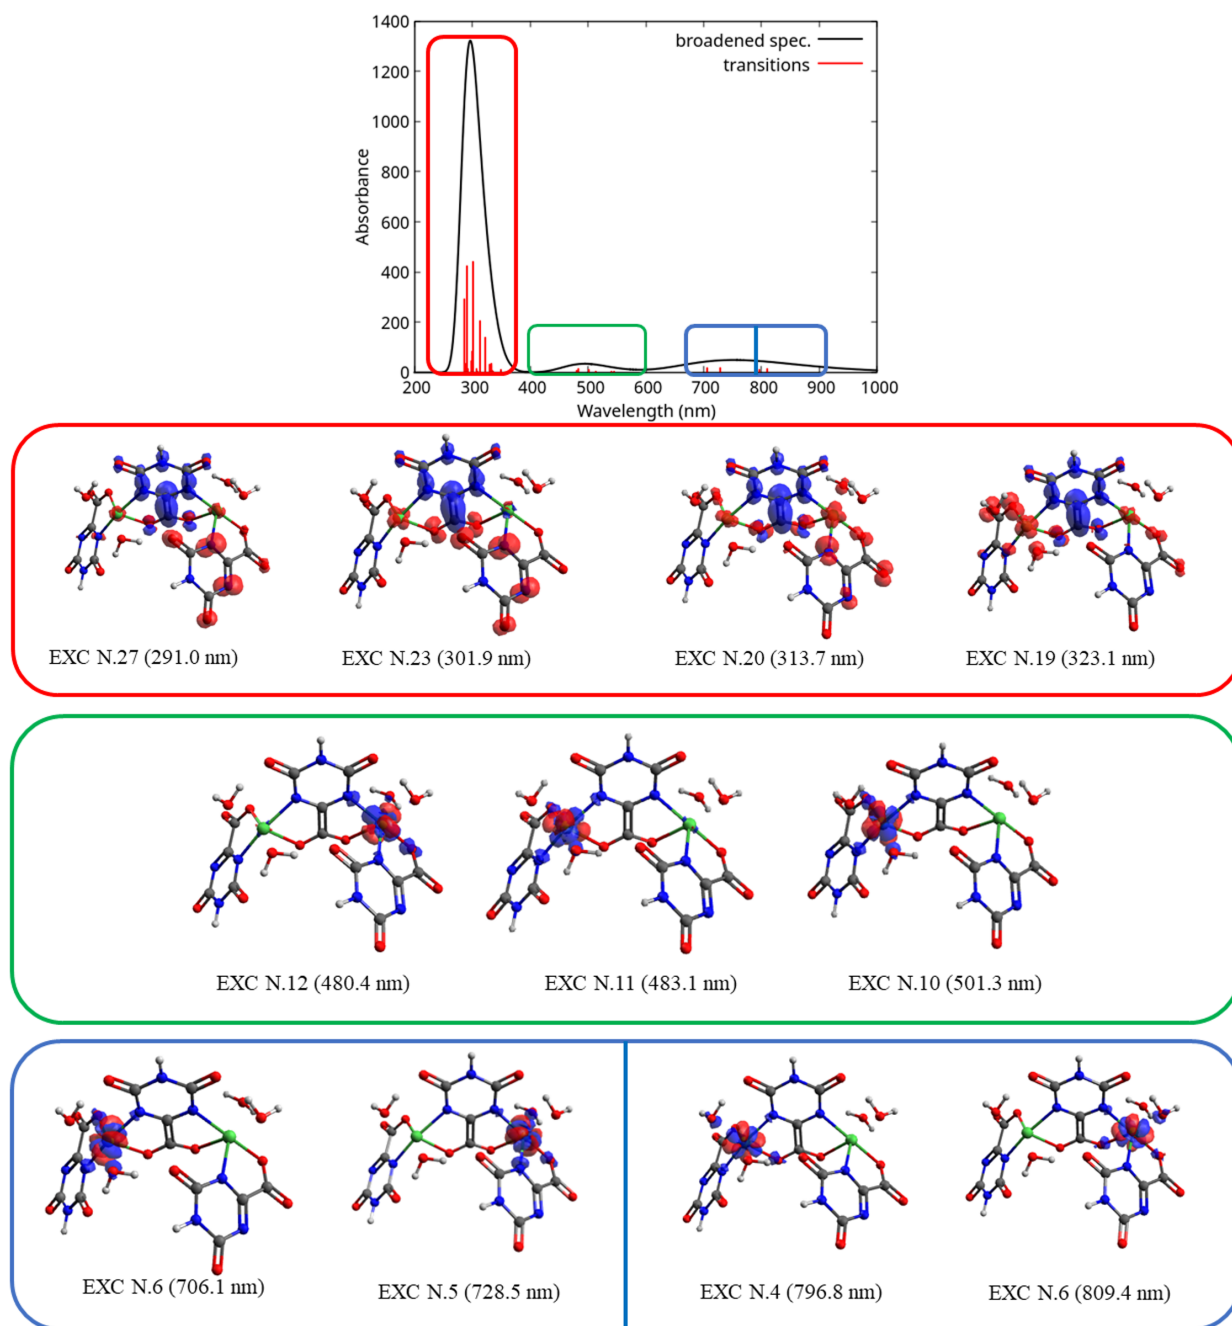 1400
1200
1000
800
600
400
200
0
Absorbance
broadened spec.
transitions
200 300 400 500 600 700 800 900 1000
Wavelength (nm)
EXC N.27 (291.0 nm) EXC N.23 (301.9 nm) EXC N.20 (313.7 nm) EXC N.19 (323.1 nm)
EXC N.12 (480.4 nm) EXC N.11 (483.1 nm) EXC N.10 (501.3 nm)
EXC N.6 (706.1 nm) EXC N.5 (728.5 nm) EXC N.4 (796.8 nm) EXC N.6 (809.4 nm)